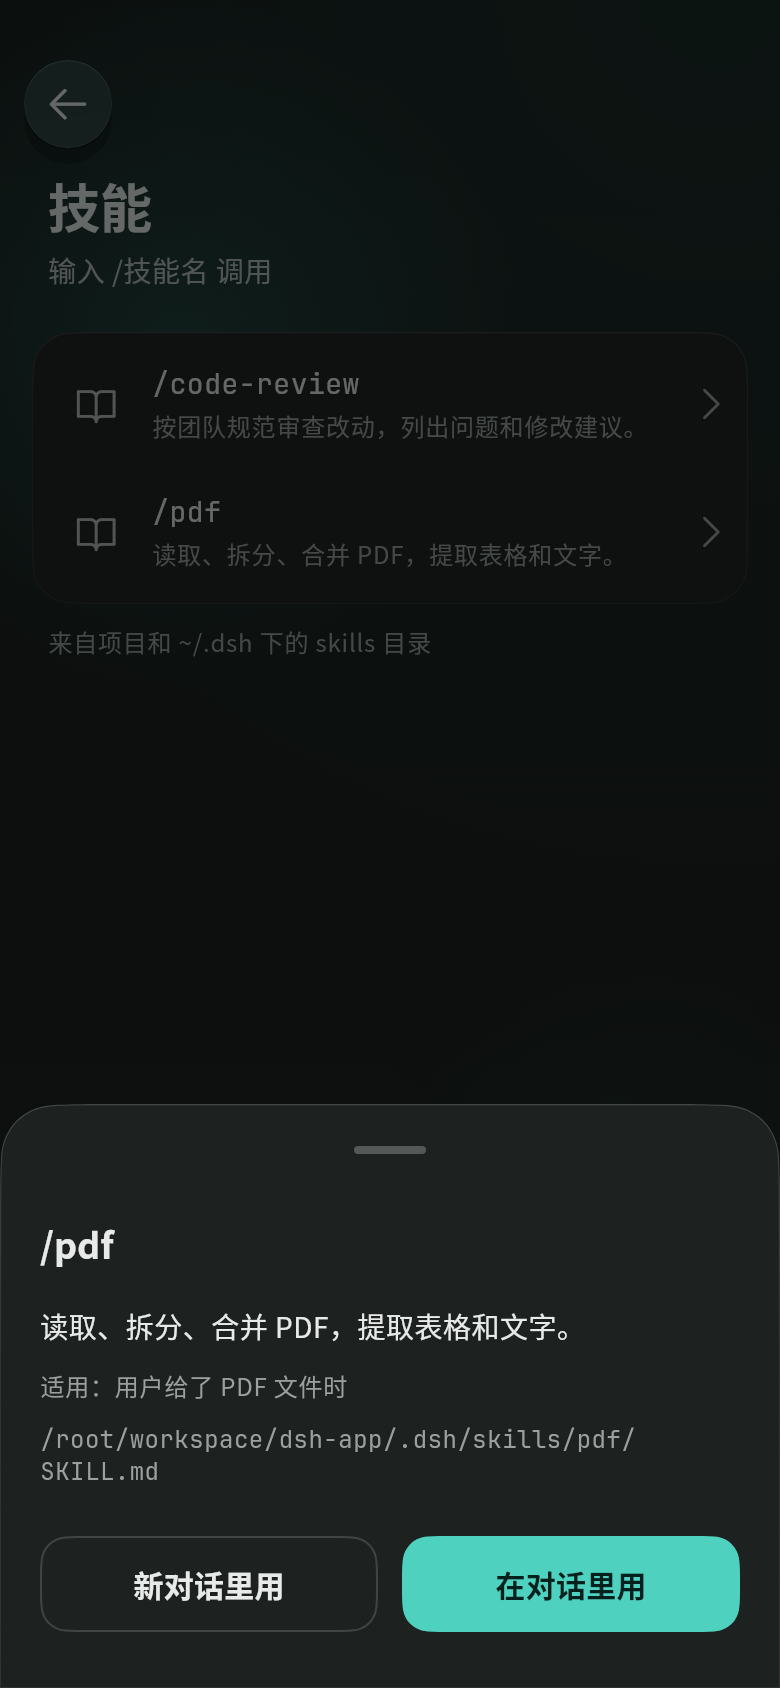 技能
输入 /技能名 调用
/code-review
按团队规范审查改动，列出问题和修改建议。
/pdf
读取、拆分、合并 PDF，提取表格和文字。
来自项目和 ~/.dsh 下的 skills 目录
/pdf
读取、拆分、合并 PDF，提取表格和文字。
适用：用户给了 PDF 文件时
/root/workspace/dsh-app/.dsh/skills/pdf/
SKILL.md
新对话里用
在对话里用